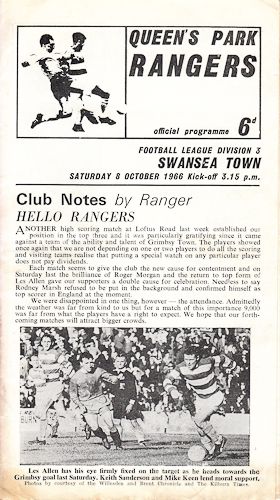 QUEEN'S PARK
RANGERS
official programme 6d
FOOTBALL LEAGUE DIVISION 3
SWANSEA TOWN
SATURDAY 8 OCTOBER 1966 Kick-off 3.15 p.m.
Club Notes by Ranger
HELLO RANGERS
ANOTHER high scoring match at Loftus Road last week established our
position in the top three and it was particularly gratifying since it came
against a team of the ability and talent of Grimsby Town. The players showed
once again that we are not depending on one or two players to do all the scoring
and visiting teams realise that putting a special watch on any particular player
does not pay dividends.
Each match seems to give the club new cause for contentment and on
Saturday last the brilliance of Roger Morgan and the return to top form of
Les Allen gave our supporters a double cause for celebration. Needless to say
Rodney Marsh refused to be put in the background and confirmed himself as
top scorer in England at the moment.
We were disappointed in one thing, however — the attendance. Admittedly
the weather was far from kind to us but for a match of this importance 9,000
was far from what the players have a right to expect. We hope that our forth-
coming matches will attract bigger crowds.
Les Allen has his eye firmly fixed on the target as he heads towards the
Grimsby goal last Saturday. Keith Sanderson and Mike Keen lend moral support.
Photos by courtesy of the Willesden and Brent Chronicle and The Kilburn Times